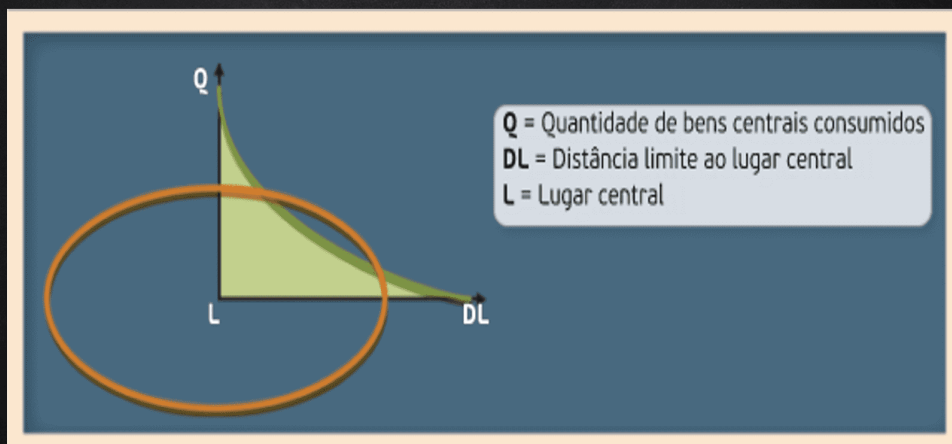 Q
Q = Quantidade de bens centrais consumidos
DL = Distância limite ao lugar central
L = Lugar central
L
DL